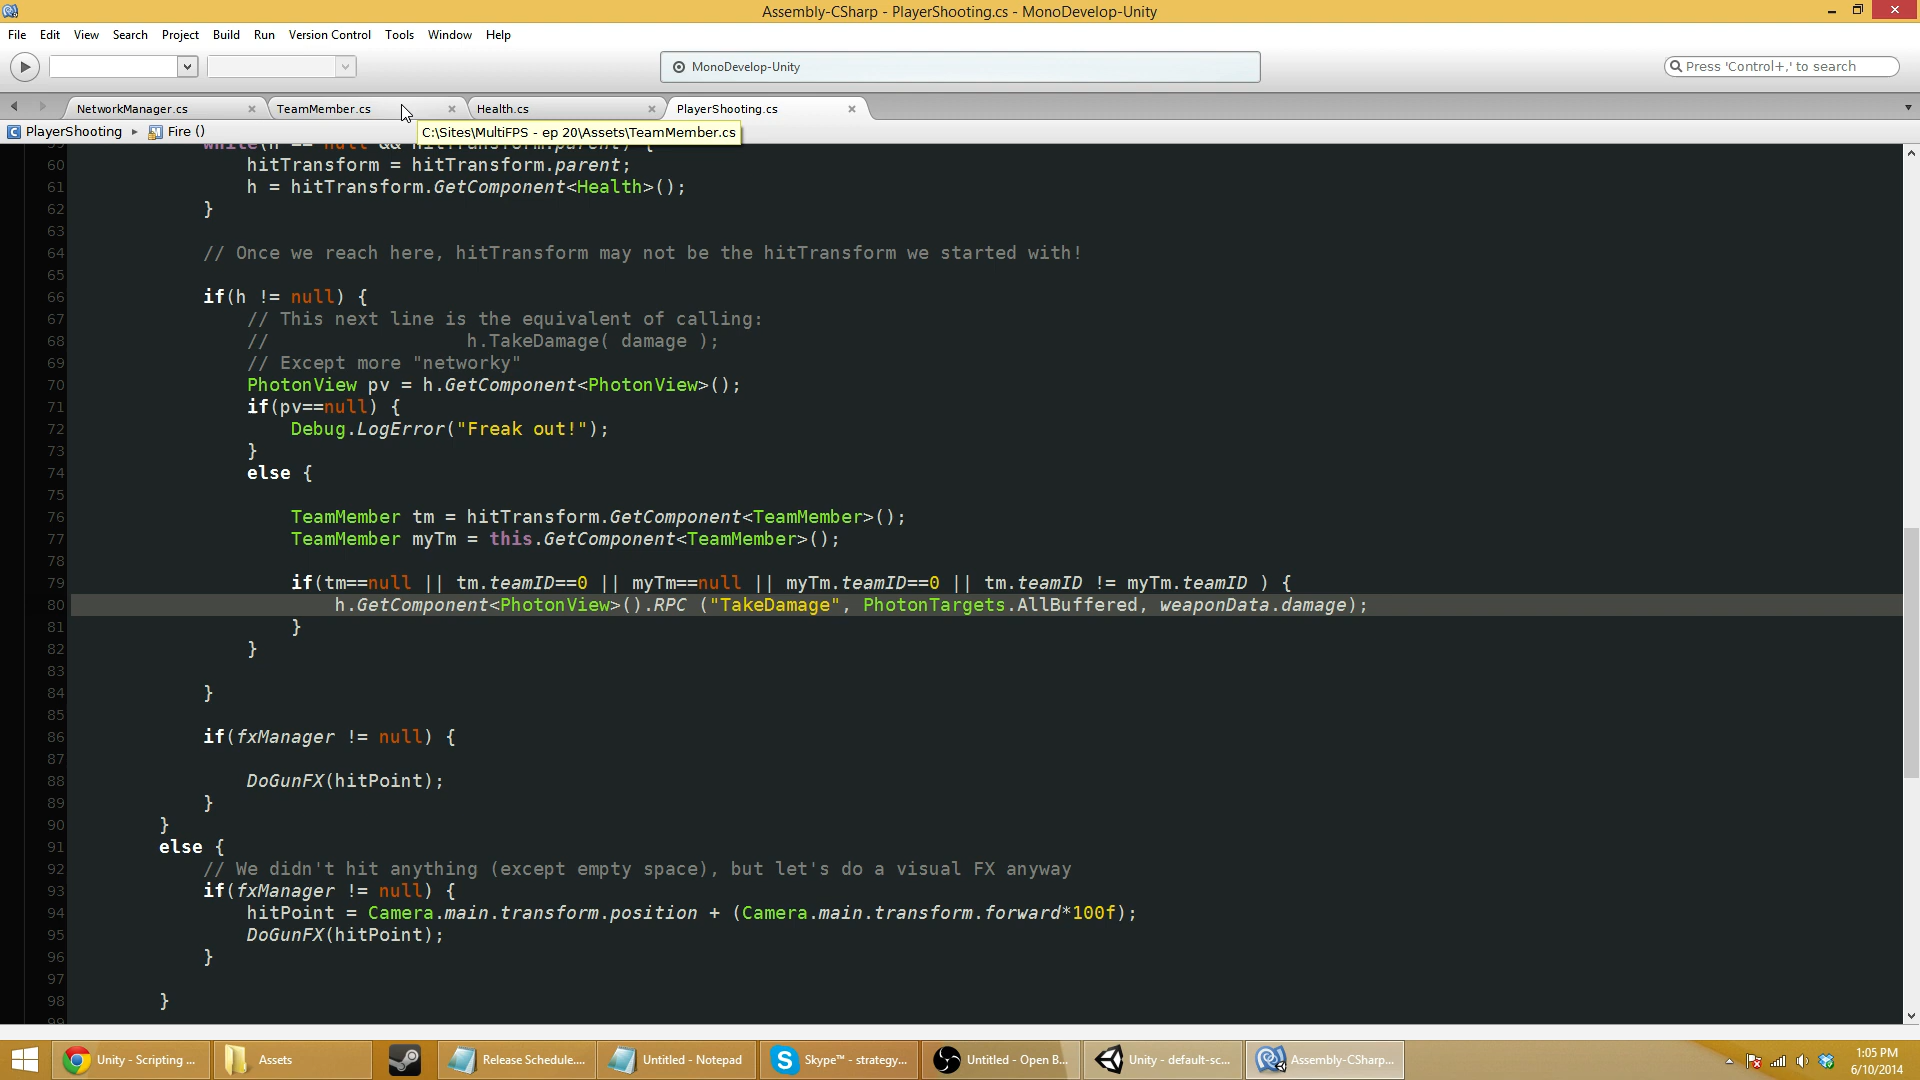 Assembly-CSharp - PlayerShooting.cs - MonoDevelop-Unity
File Edit View Search Project Build Run Version Control Tools Window Help
MonoDevelop-Unity
Press 'Control+,' to search
NetworkManager.cs
TeamMember.cs
Health.cs
PlayerShooting.cs
PlayerShooting
Fire ()
C:\Sites\MultiFPS - ep 20\Assets\TeamMember.cs
60 hitTransform = hitTransform.parent;
61 h = hitTransform.GetComponent<Health>();
62 }
63
64 // Once we reach here, hitTransform may not be the hitTransform we started with!
65
66 if(h != null) {
67 // This next line is the equivalent of calling:
68 // h.TakeDamage( damage );
69 // Except more "networky"
70 PhotonView pv = h.GetComponent<PhotonView>();
71 if(pv==null) {
72 Debug.LogError("Freak out!");
73 }
74 else {
75
76 TeamMember tm = hitTransform.GetComponent<TeamMember>();
77 TeamMember myTm = this.GetComponent<TeamMember>();
78
79 if(tm==null || tm.teamID==0 || myTm==null || myTm.teamID==0 || tm.teamID != myTm.teamID ) {
80 h.GetComponent<PhotonView>().RPC ("TakeDamage", PhotonTargets.AllBuffered, weaponData.damage);
81 }
82 }
83
84 }
85
86 if(fxManager != null) {
87
88 DoGunFX(hitPoint);
89 }
90 }
91 else {
92 // We didn't hit anything (except empty space), but let's do a visual FX anyway
93 if(fxManager != null) {
94 hitPoint = Camera.main.transform.position + (Camera.main.transform.forward*100f);
95 DoGunFX(hitPoint);
96 }
97
98 }
Unity - Scripting ...
Assets
Release Schedule....
Untitled - Notepad
Skype™ - strategy...
Untitled - Open B...
Unity - default-sc...
Assembly-CSharp...
1:05 PM
6/10/2014